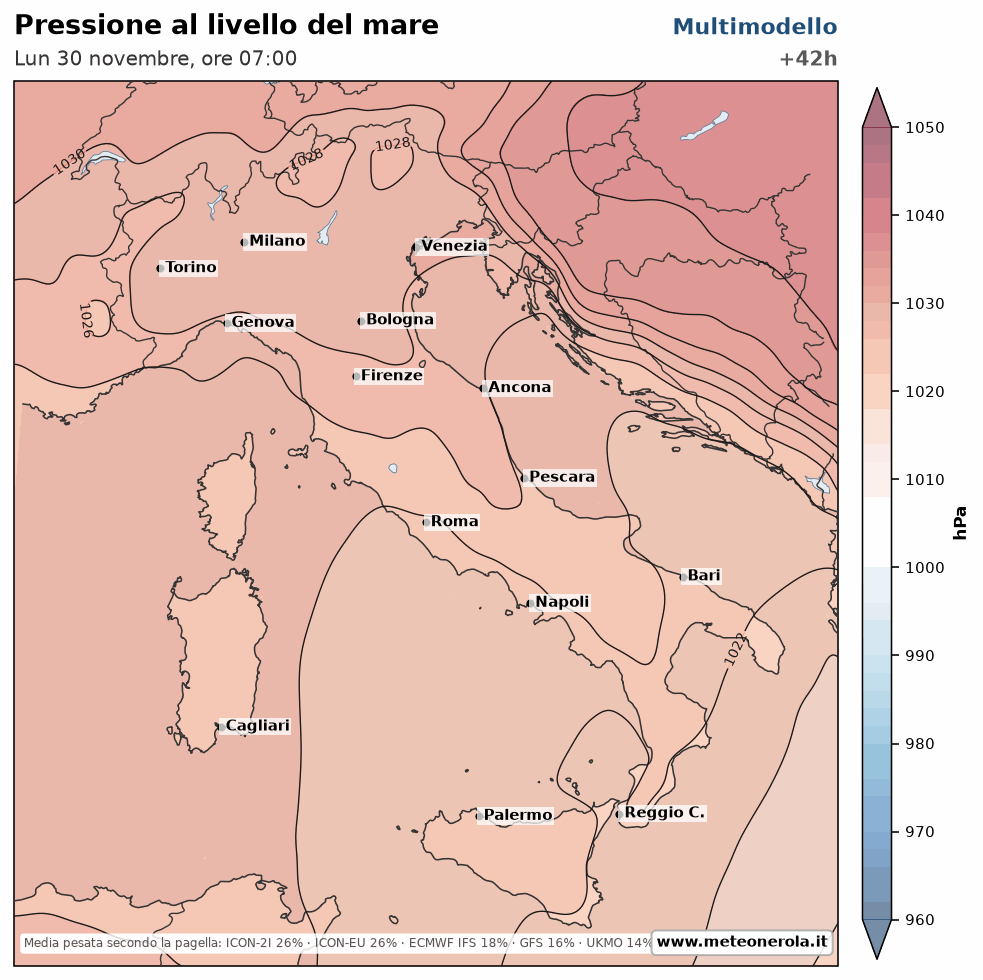 Pressione al livello del mare
Multimodello
Lun 30 novembre, ore 07:00
+42h
1050
1030
1028
1028
1040
Milano
Venezia
Torino
1030
1026
Genova
Bologna
Firenze
Ancona
1020
Pescara
1010
Roma
hPa
1000
Bari
Napoli
1022
990
Cagliari
980
Palermo
Reggio C.
970
960
Media pesata secondo la pagella: ICON-2I 26% · ICON-EU 26% · ECMWF IFS 18% · GFS 16% · UKMO 14%
www.meteonerola.it